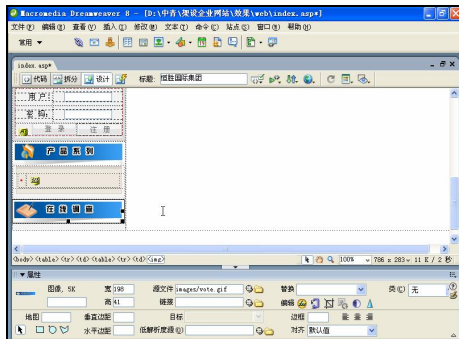 Macromedia Dreamweaver 8 - [D:\中青\架设企业网站\效果\web\index.asp*]
文件(F) 编辑(E) 查看(V) 插入(I) 修改(M) 文本(T) 命令(C) 站点(S) 窗口(W) 帮助(H)
常用
index.asp*
代码 拆分 设计 标题: 恒胜国际集团
用户:
密码:
登录 注册
产品系列
在线调查
<body> <table> <tr> <td> <table> <tr> <td> <img> 100% 786 x 283 11 K / 2 秒
属性
图像, 5K 宽 198 源文件 images/vote.gif 替换 类(C) 无
高 41 链接 编辑
地图 垂直边距 目标 边框
水平边距 低解析度源(L) 对齐 默认值